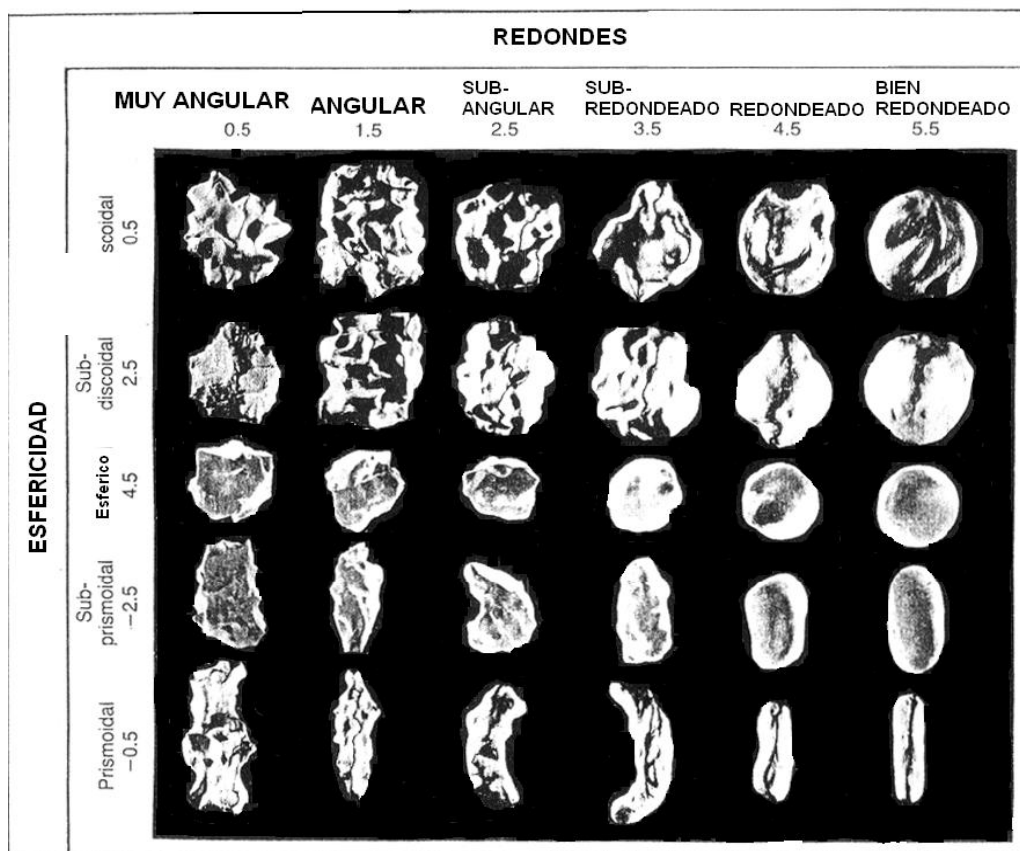 REDONDES
MUY ANGULAR
ANGULAR
SUB-
ANGULAR
SUB-
REDONDEADO
REDONDEADO
BIEN
REDONDEADO
0.5
1.5
2.5
3.5
4.5
5.5
ESFERICIDAD
scoidal
0.5
Sub-
discoidal
2.5
Esferico
4.5
Sub-
prismoidal
−2.5
Prismoidal
−0.5